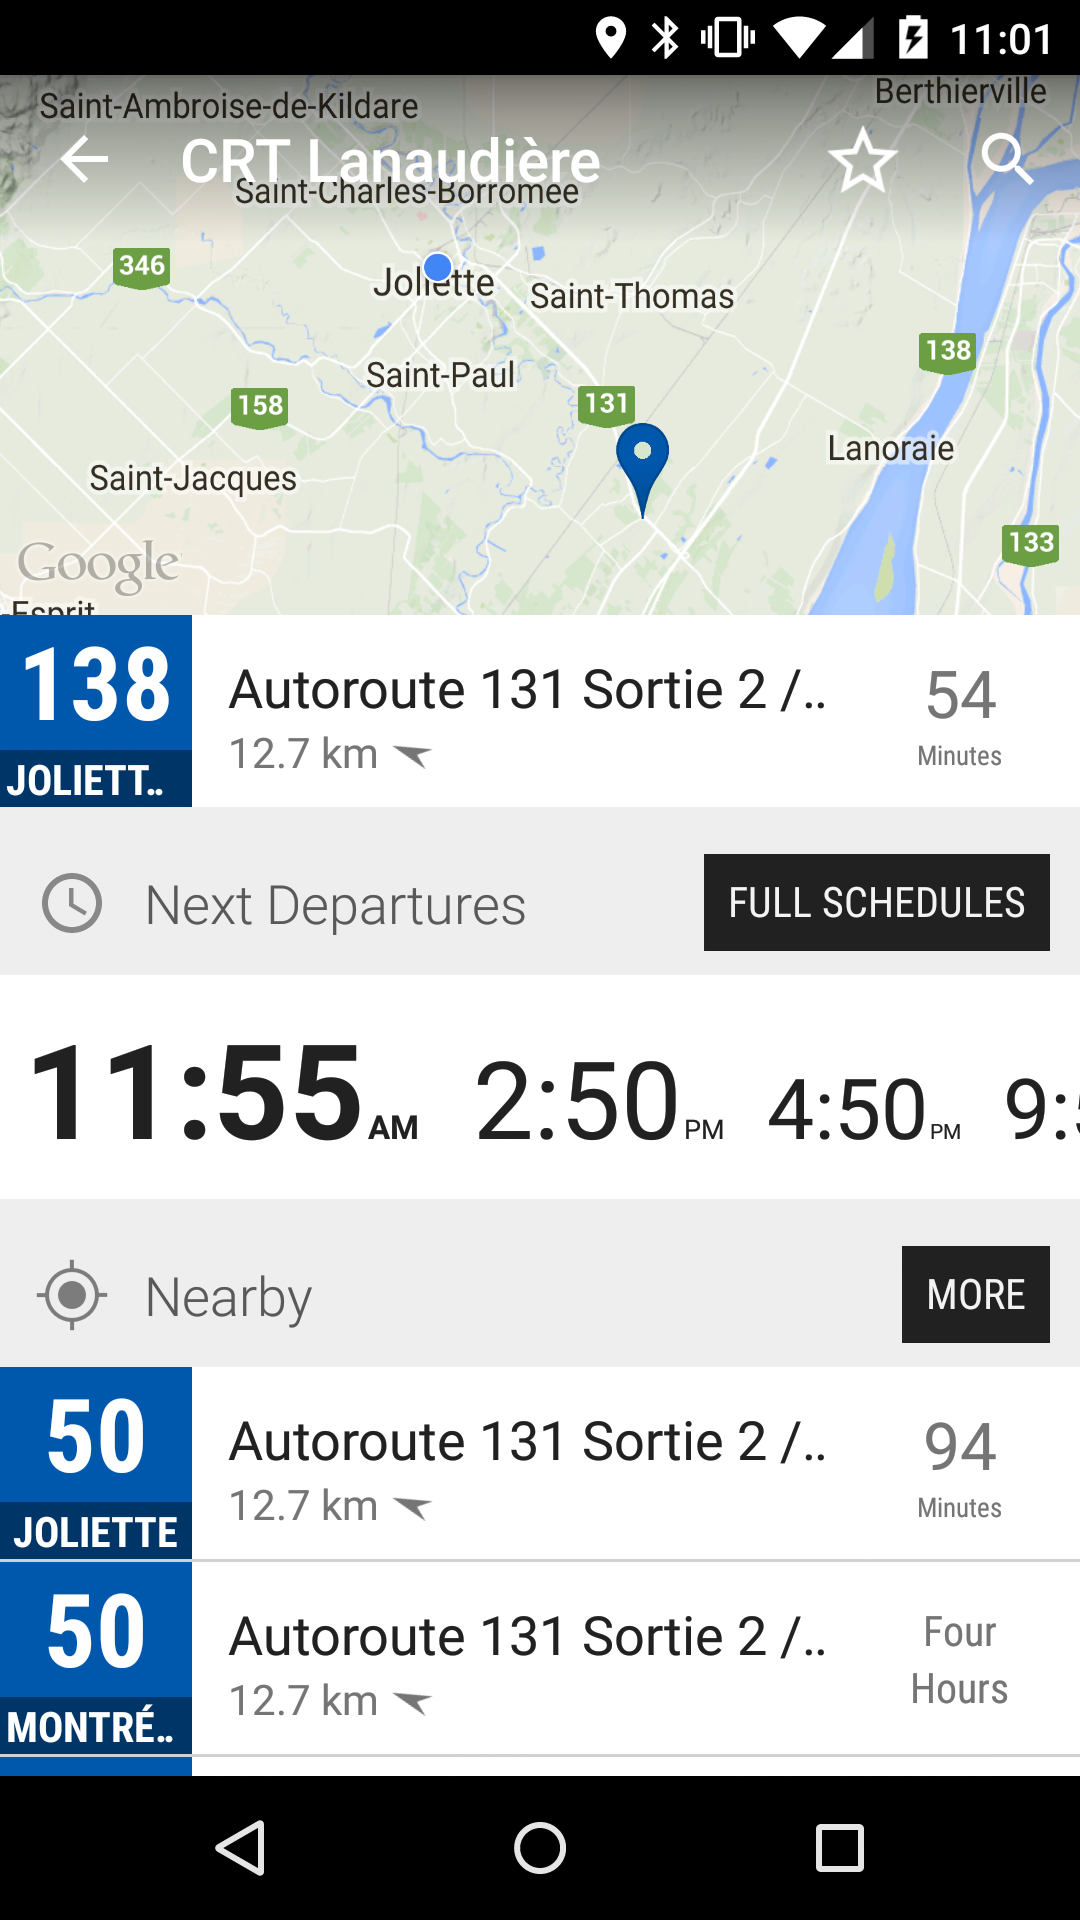 11:01
Saint-Ambroise-de-Kildare
Berthierville
CRT Lanaudière
Saint-Charles-Borromee
346
Joliette
Saint-Thomas
138
Saint-Paul
158
131
Lanoraie
Saint-Jacques
133
Google
-Esprit
138
JOLIETT..
Autoroute 131 Sortie 2 /..
12.7 km
54
Minutes
Next Departures
FULL SCHEDULES
11:55 AM 2:50 PM 4:50 PM 9:5
Nearby
MORE
50
JOLIETTE
Autoroute 131 Sortie 2 /..
12.7 km
94
Minutes
50
MONTRÉ..
Autoroute 131 Sortie 2 /..
12.7 km
Four
Hours